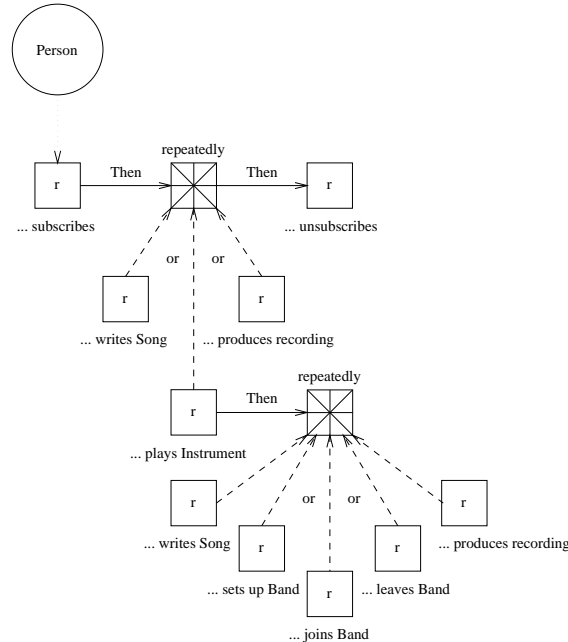 Person
repeatedly
r
Then
Then
r
... subscribes
... unsubscribes
or
or
r
r
... writes Song
... produces recording
repeatedly
r
Then
... plays Instrument
r
or
or
r
... writes Song
... produces recording
r
r
... sets up Band
... leaves Band
r
... joins Band